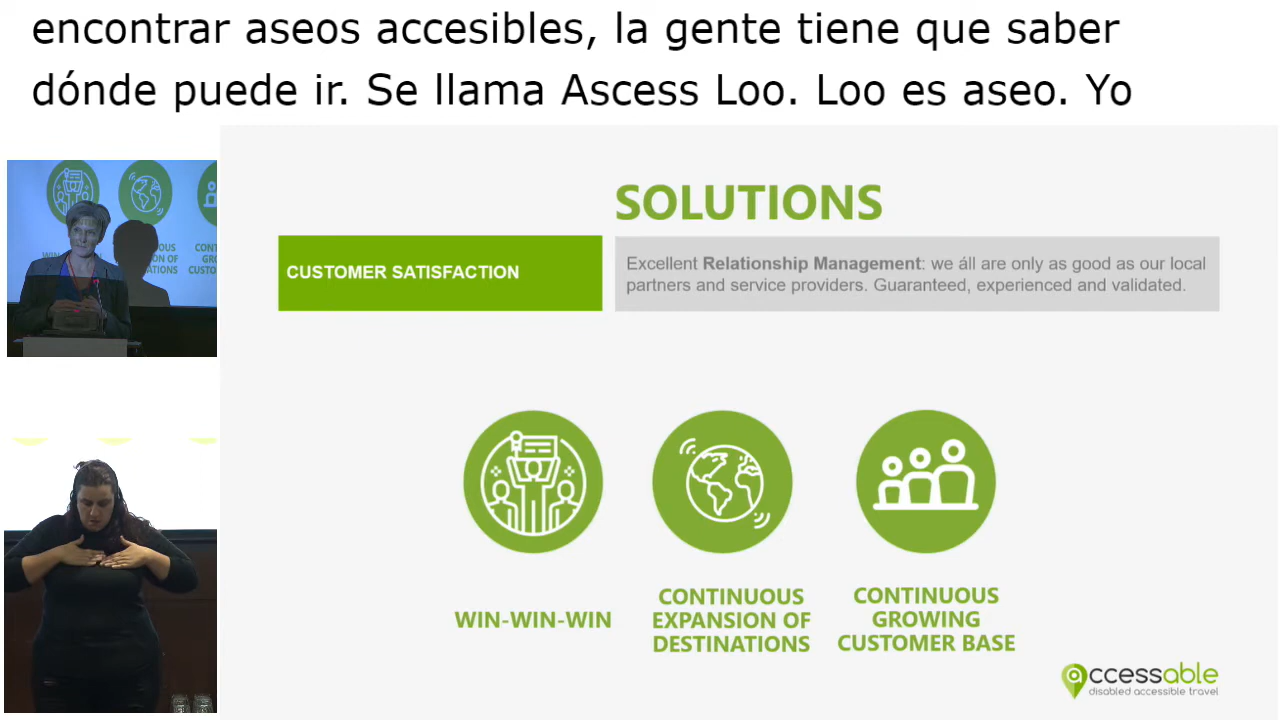 encontrar aseos accesibles, la gente tiene que saber
dónde puede ir. Se llama Ascess Loo. Loo es aseo. Yo
SOLUTIONS
CUSTOMER SATISFACTION
Excellent Relationship Management: we áll are only as good as our local
partners and service providers. Guaranteed, experienced and validated.
WIN-WIN-WIN
CONTINUOUS
EXPANSION OF
DESTINATIONS
CONTINUOUS
GROWING
CUSTOMER BASE
accessable
disabled accessible travel